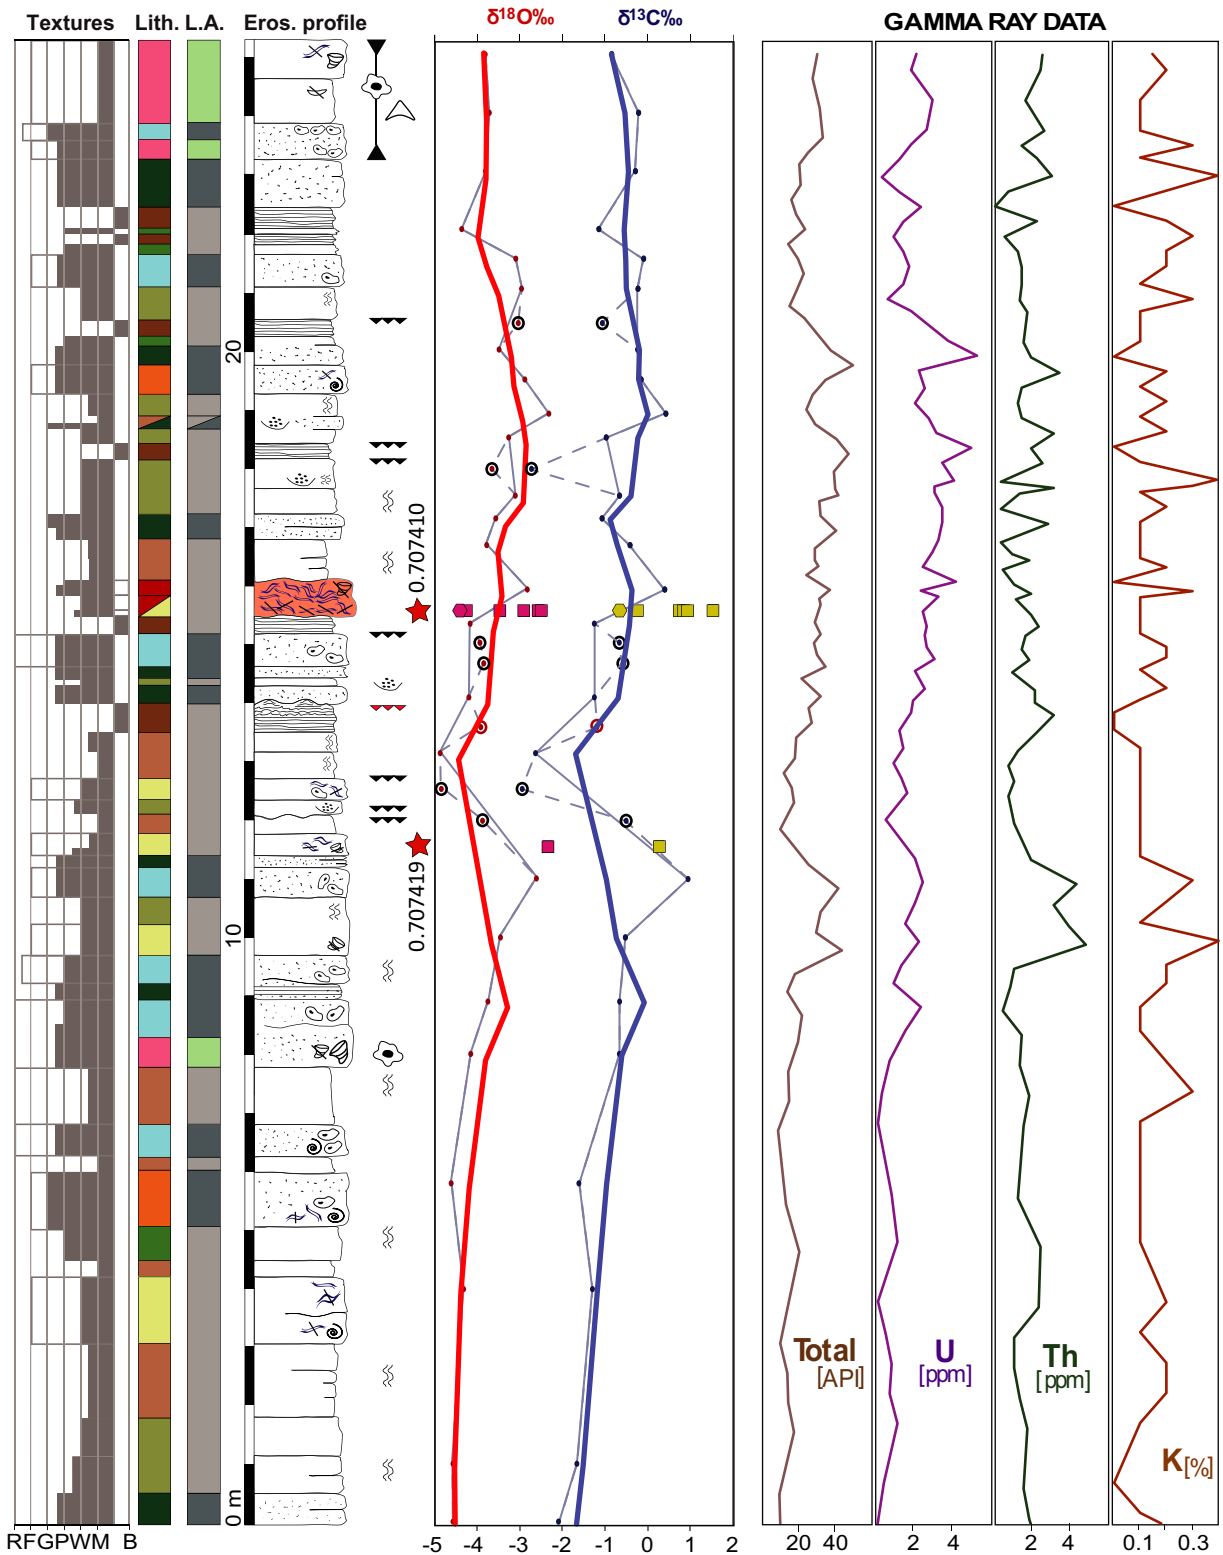 Textures Lith. L.A. Eros. profile δ¹⁸O‰ δ¹³C‰ GAMMA RAY DATA
20
0.707410
0.707419
10
Total U Th
[API] [ppm] [ppm]
K[%]
0 m
RFGPWM B -5 -4 -3 -2 -1 0 1 2 20 40 2 4 2 4 0.1 0.3